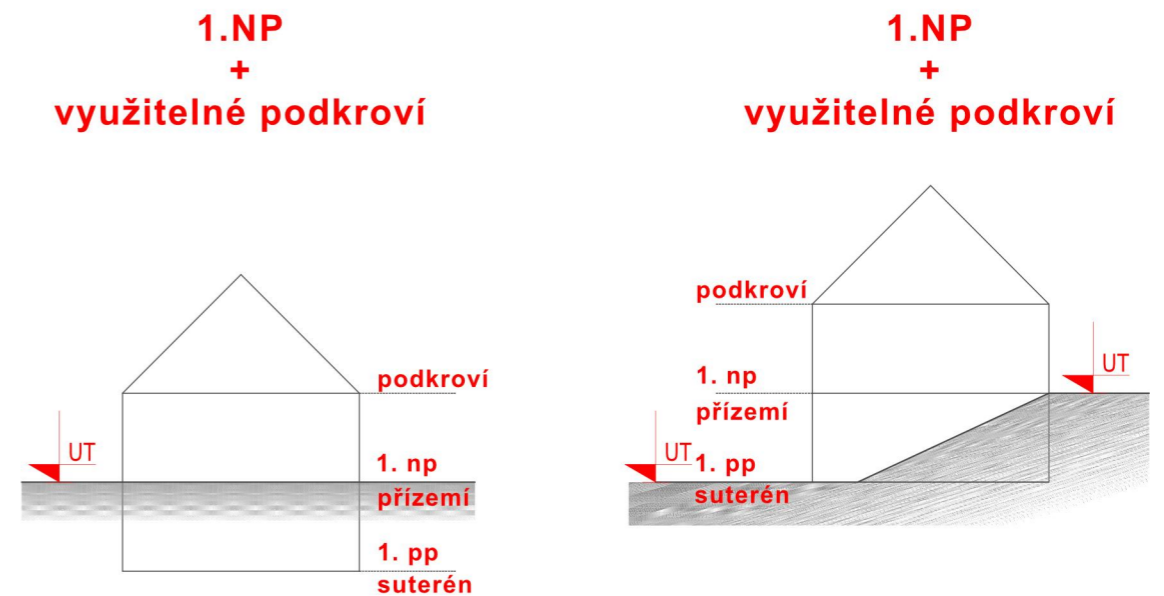 1.NP
+
využitelné podkroví
podkroví
UT
1. np
přízemí
1. pp
suterén
1.NP
+
využitelné podkroví
podkroví
1. np
přízemí
UT
UT
1. pp
suterén